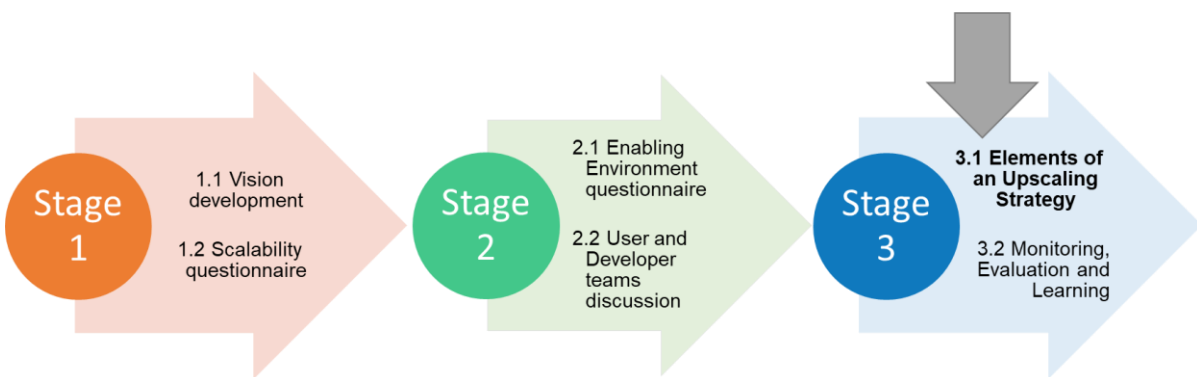 Stage
1
1.1 Vision
development
1.2 Scalability
questionnaire
Stage
2
2.1 Enabling
Environment
questionnaire
2.2 User and
Developer
teams
discussion
Stage
3
3.1 Elements of
an Upscaling
Strategy
3.2 Monitoring,
Evaluation and
Learning